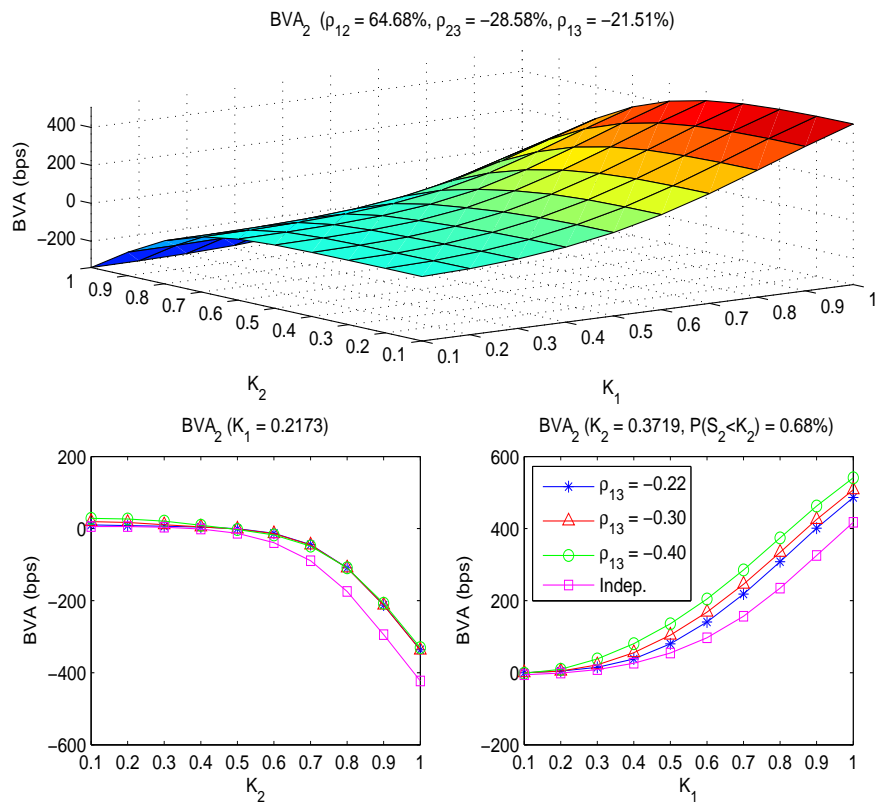 BVA2 (ρ12 = 64.68%, ρ23 = −28.58%, ρ13 = −21.51%)
BVA (bps)
400
200
0
−200
1
0.9
0.8
0.7
0.6
0.5
0.4
0.3
0.2
0.1
K2
0.1
0.2
0.3
0.4
0.5
0.6
0.7
0.8
0.9
1
K1
BVA2 (K1 = 0.2173)
BVA (bps)
200
0
−200
−400
−600
0.1 0.2 0.3 0.4 0.5 0.6 0.7 0.8 0.9 1
K2
BVA2 (K2 = 0.3719, P(S2<K2) = 0.68%)
BVA (bps)
600
400
200
0
−200
ρ13 = −0.22
ρ13 = −0.30
ρ13 = −0.40
Indep.
0.1 0.2 0.3 0.4 0.5 0.6 0.7 0.8 0.9 1
K1